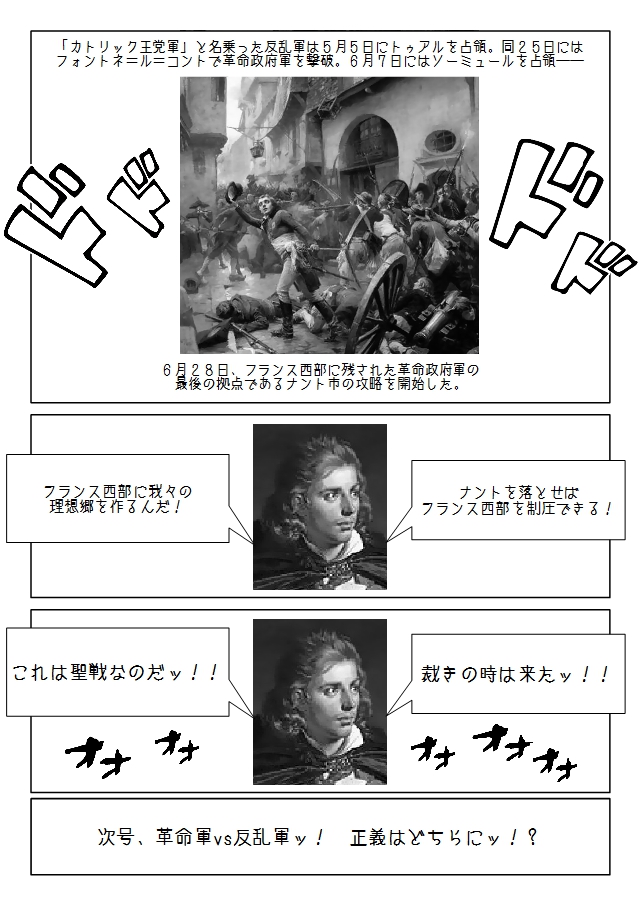 「カトリック王党軍」と名乗った反乱軍は５月５日にトゥアルを占領。同２５日には
フォントネ＝ル＝コントで革命政府軍を撃破。６月７日にはソーミュールを占領――
ドド
ド
ドド
ドド
６月２８日、フランス西部に残された革命政府軍の
最後の拠点であるナント市の攻略を開始した。
ナントを落とせば
フランス西部を制圧できる！
フランス西部に我々の
理想郷を作るんだ！
裁きの時は来たッ！！
これは聖戦なのだッ！！
オオ
オオ
オオ
オオ
オオ
次号、革命軍vs反乱軍ッ！　正義はどちらにッ！？